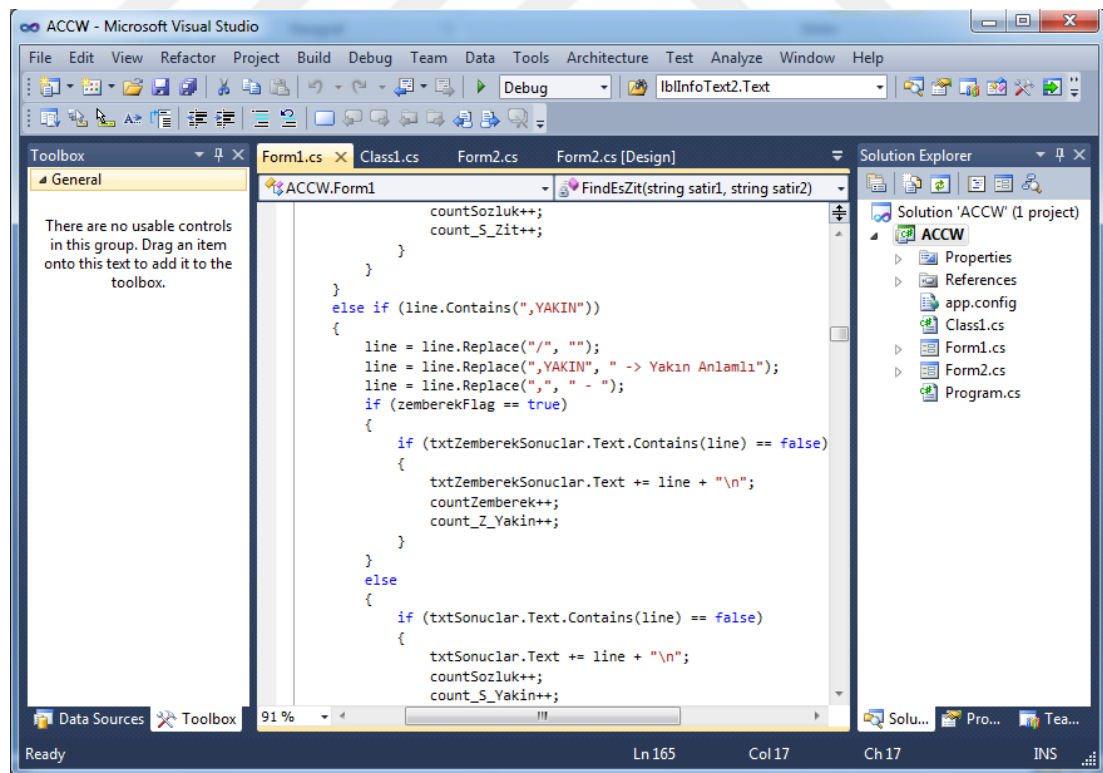 ACCW - Microsoft Visual Studio
File Edit View Refactor Project Build Debug Team Data Tools Architecture Test Analyze Window Help
Debug lblInfoText2.Text
Toolbox
General
There are no usable controls
in this group. Drag an item
onto this text to add it to the
toolbox.
Data Sources Toolbox
Form1.cs Class1.cs Form2.cs Form2.cs [Design]
ACCW.Form1 FindEsZit(string satir1, string satir2)
countSozluk++;
count_S_Zit++;
}
}
}
else if (line.Contains(",YAKIN"))
{
line = line.Replace("/", "");
line = line.Replace(",YAKIN", " -> Yakın Anlamlı");
line = line.Replace(",", " - ");
if (zemberekFlag == true)
{
if (txtZemberekSonuclar.Text.Contains(line) == false)
{
txtZemberekSonuclar.Text += line + "\n";
countZemberek++;
count_Z_Yakin++;
}
}
else
{
if (txtSonuclar.Text.Contains(line) == false)
{
txtSonuclar.Text += line + "\n";
countSozluk++;
count_S_Yakin++;
91 %
Solution Explorer
Solution 'ACCW' (1 project)
ACCW
Properties
References
app.config
Class1.cs
Form1.cs
Form2.cs
Program.cs
Solu... Pro... Tea...
Ready Ln 165 Col 17 Ch 17 INS